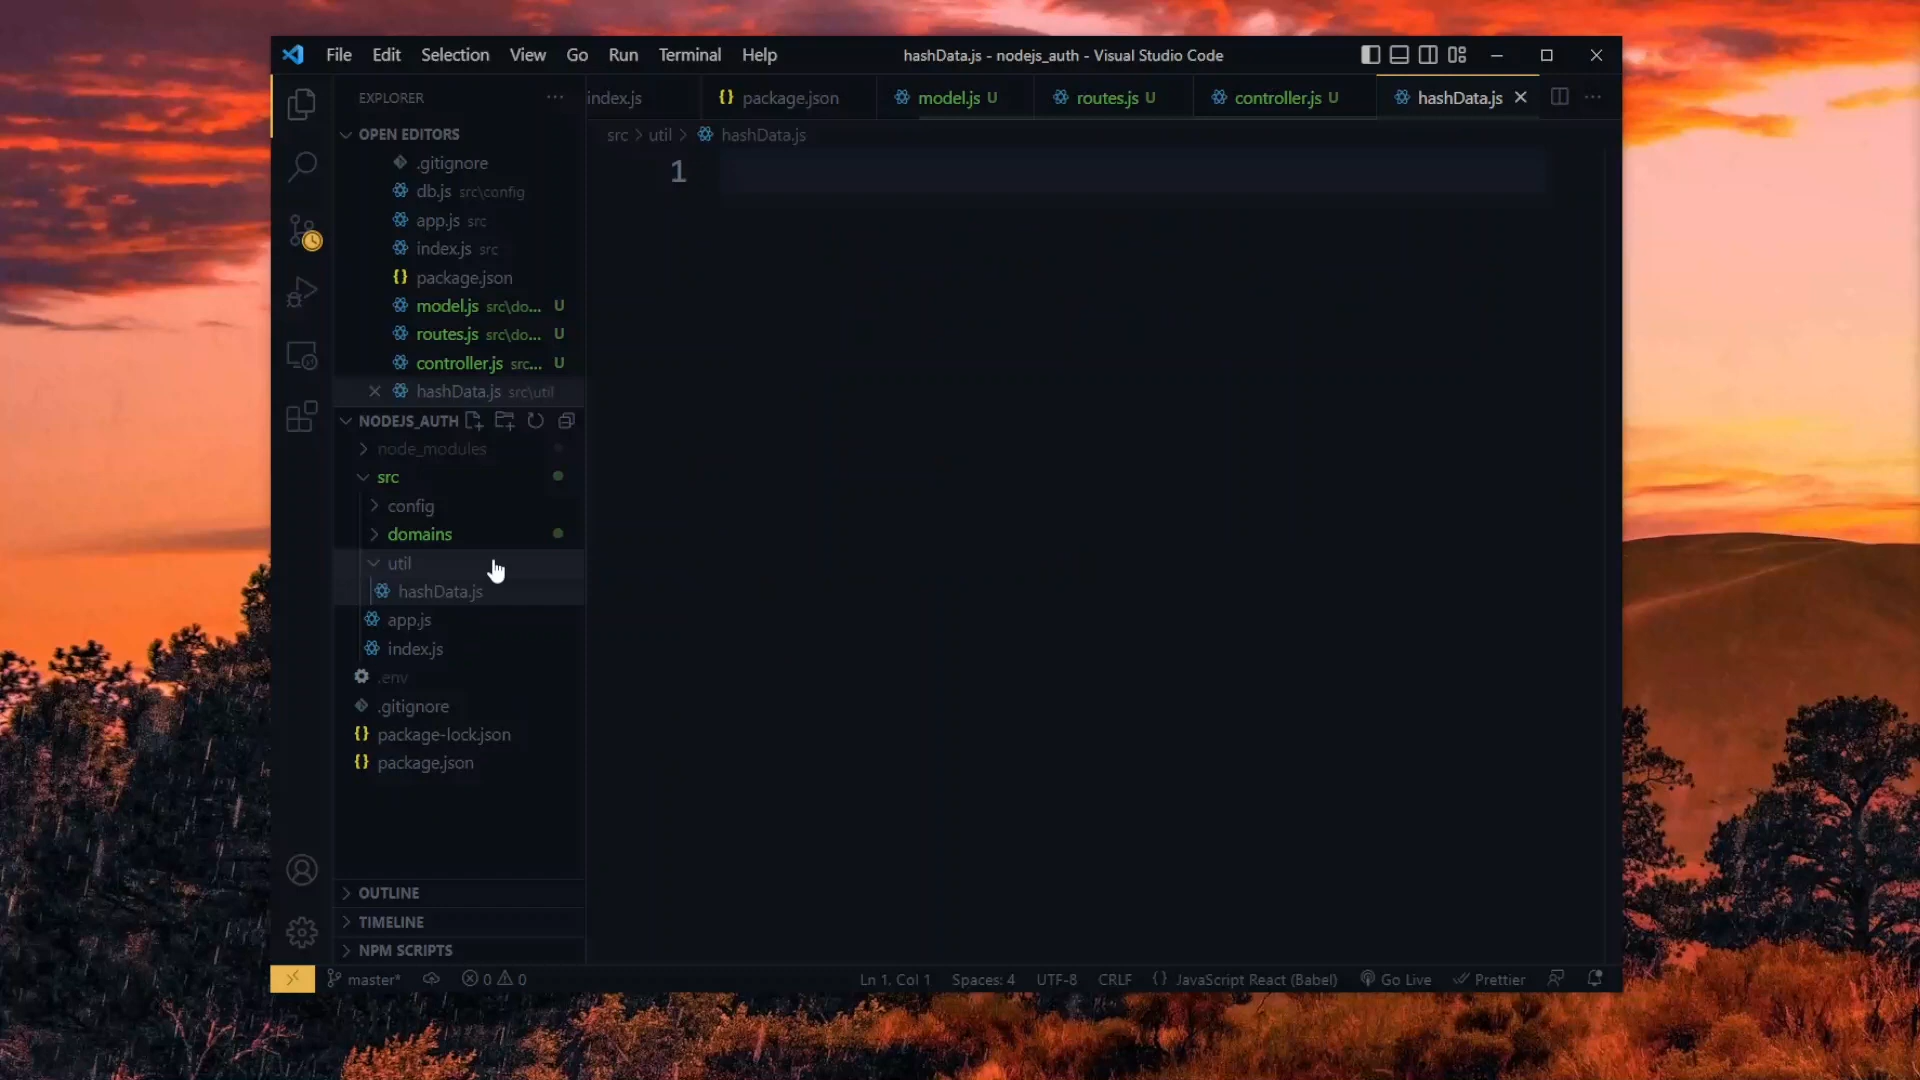 File Edit Selection View Go Run Terminal Help
hashData.js - nodejs_auth - Visual Studio Code
EXPLORER
index.js
{} package.json
model.js U
routes.js U
controller.js U
hashData.js
OPEN EDITORS
src > util > hashData.js
.gitignore
1
db.js src\config
app.js src
index.js src
{} package.json
model.js src\do... U
routes.js src\do... U
controller.js src... U
hashData.js src\util
NODEJS_AUTH
node_modules
src
config
domains
util
hashData.js
app.js
index.js
.env
.gitignore
{} package-lock.json
{} package.json
OUTLINE
TIMELINE
NPM SCRIPTS
master* 0 0
Ln 1, Col 1 Spaces: 4 UTF-8 CRLF {} JavaScript React (Babel) Go Live Prettier